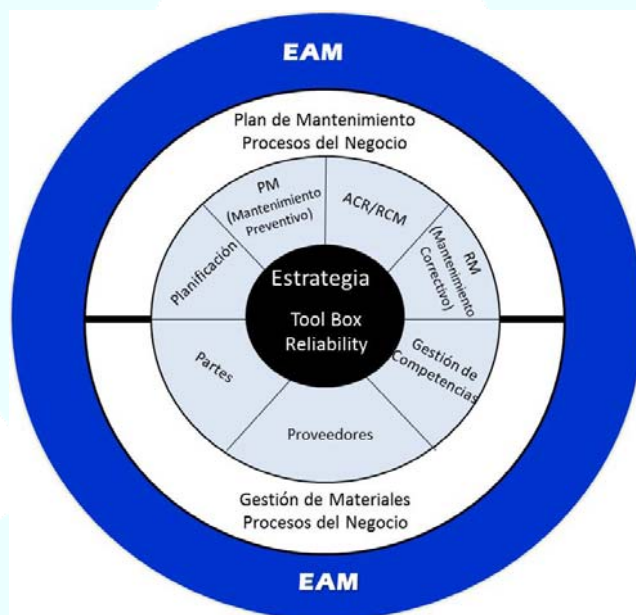 EAM
Plan de Mantenimiento
Procesos del Negocio
PM
(Mantenimiento
Preventivo)
ACR/RCM
RM
(Mantenimiento
Correctivo)
Planificación
Estrategia
Tool Box
Reliability
Partes
Gestión de
Competencias
Proveedores
Gestión de Materiales
Procesos del Negocio
EAM